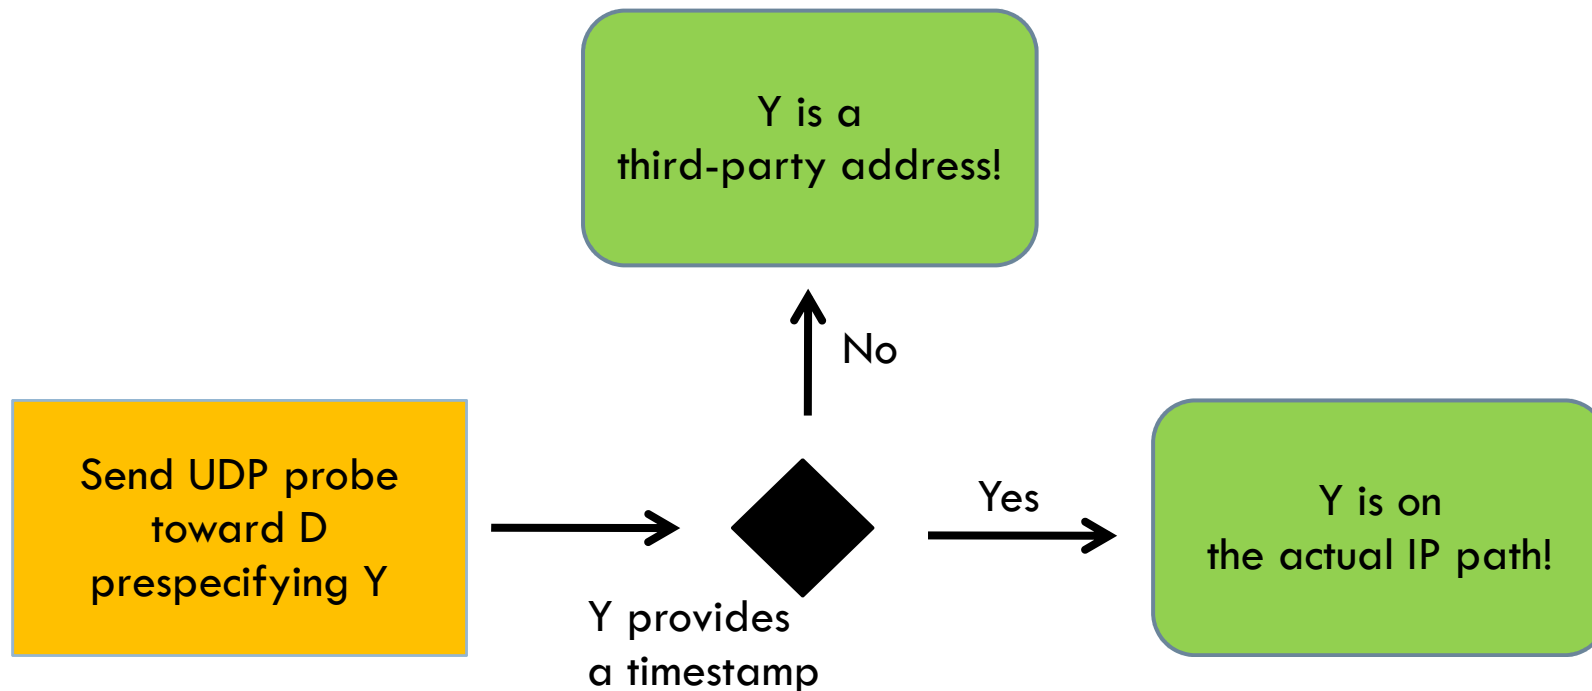 Y is a
third-party address!
No
Send UDP probe
toward D
prespecifying Y
Y provides
a timestamp
Yes
Y is on
the actual IP path!